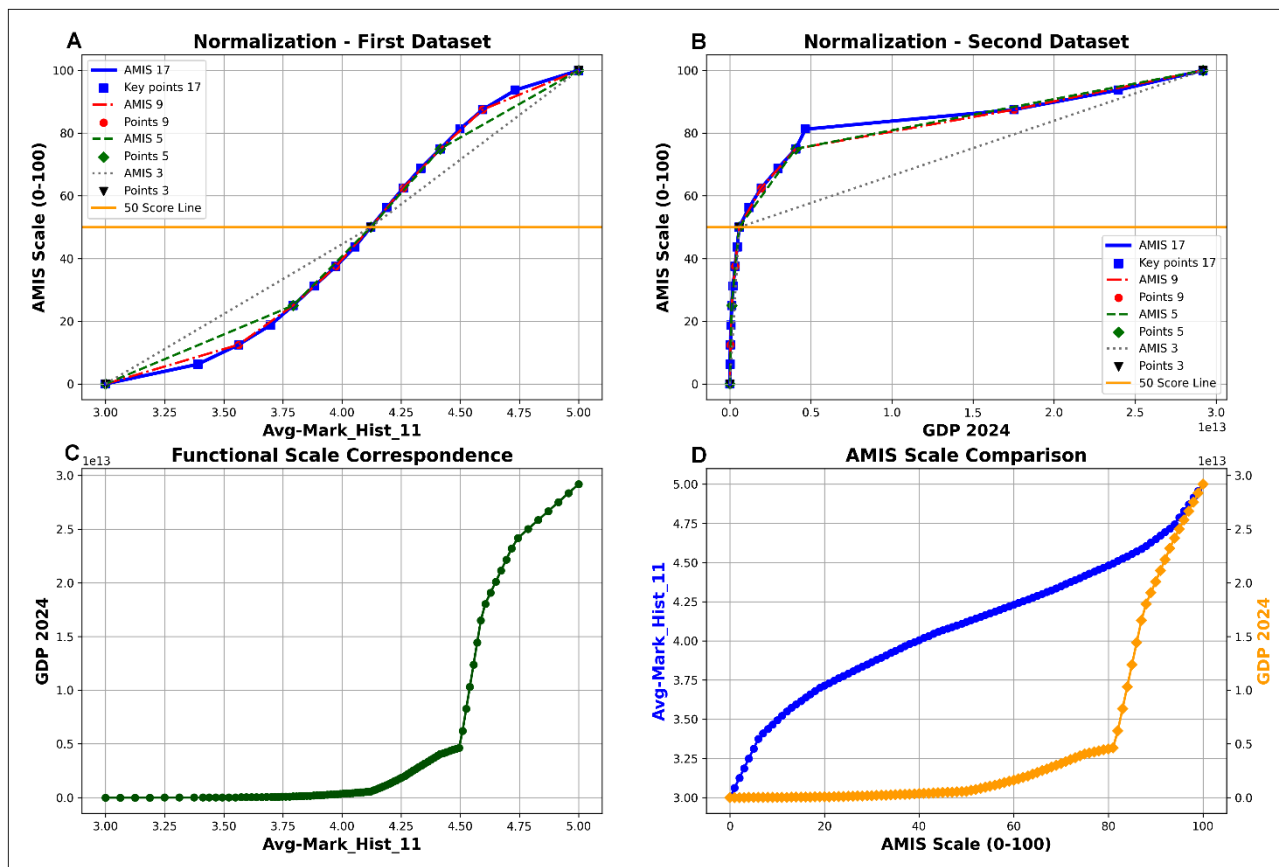 A
Normalization - First Dataset
AMIS Scale (0-100)
100
80
60
40
20
0
AMIS 17
Key points 17
AMIS 9
Points 9
AMIS 5
Points 5
AMIS 3
Points 3
50 Score Line
3.00 3.25 3.50 3.75 4.00 4.25 4.50 4.75 5.00
Avg-Mark_Hist_11
B
Normalization - Second Dataset
AMIS Scale (0-100)
100
80
60
40
20
0
AMIS 17
Key points 17
AMIS 9
Points 9
AMIS 5
Points 5
AMIS 3
Points 3
50 Score Line
0.0 0.5 1.0 1.5 2.0 2.5 3.0
1e13
GDP 2024
C
1e13
Functional Scale Correspondence
GDP 2024
3.0
2.5
2.0
1.5
1.0
0.5
0.0
3.00 3.25 3.50 3.75 4.00 4.25 4.50 4.75 5.00
Avg-Mark_Hist_11
D
AMIS Scale Comparison
1e13
Avg-Mark_Hist_11
5.00
4.75
4.50
4.25
4.00
3.75
3.50
3.25
3.00
3.0
2.5
2.0
1.5
1.0
0.5
0.0
GDP 2024
0 20 40 60 80 100
AMIS Scale (0-100)